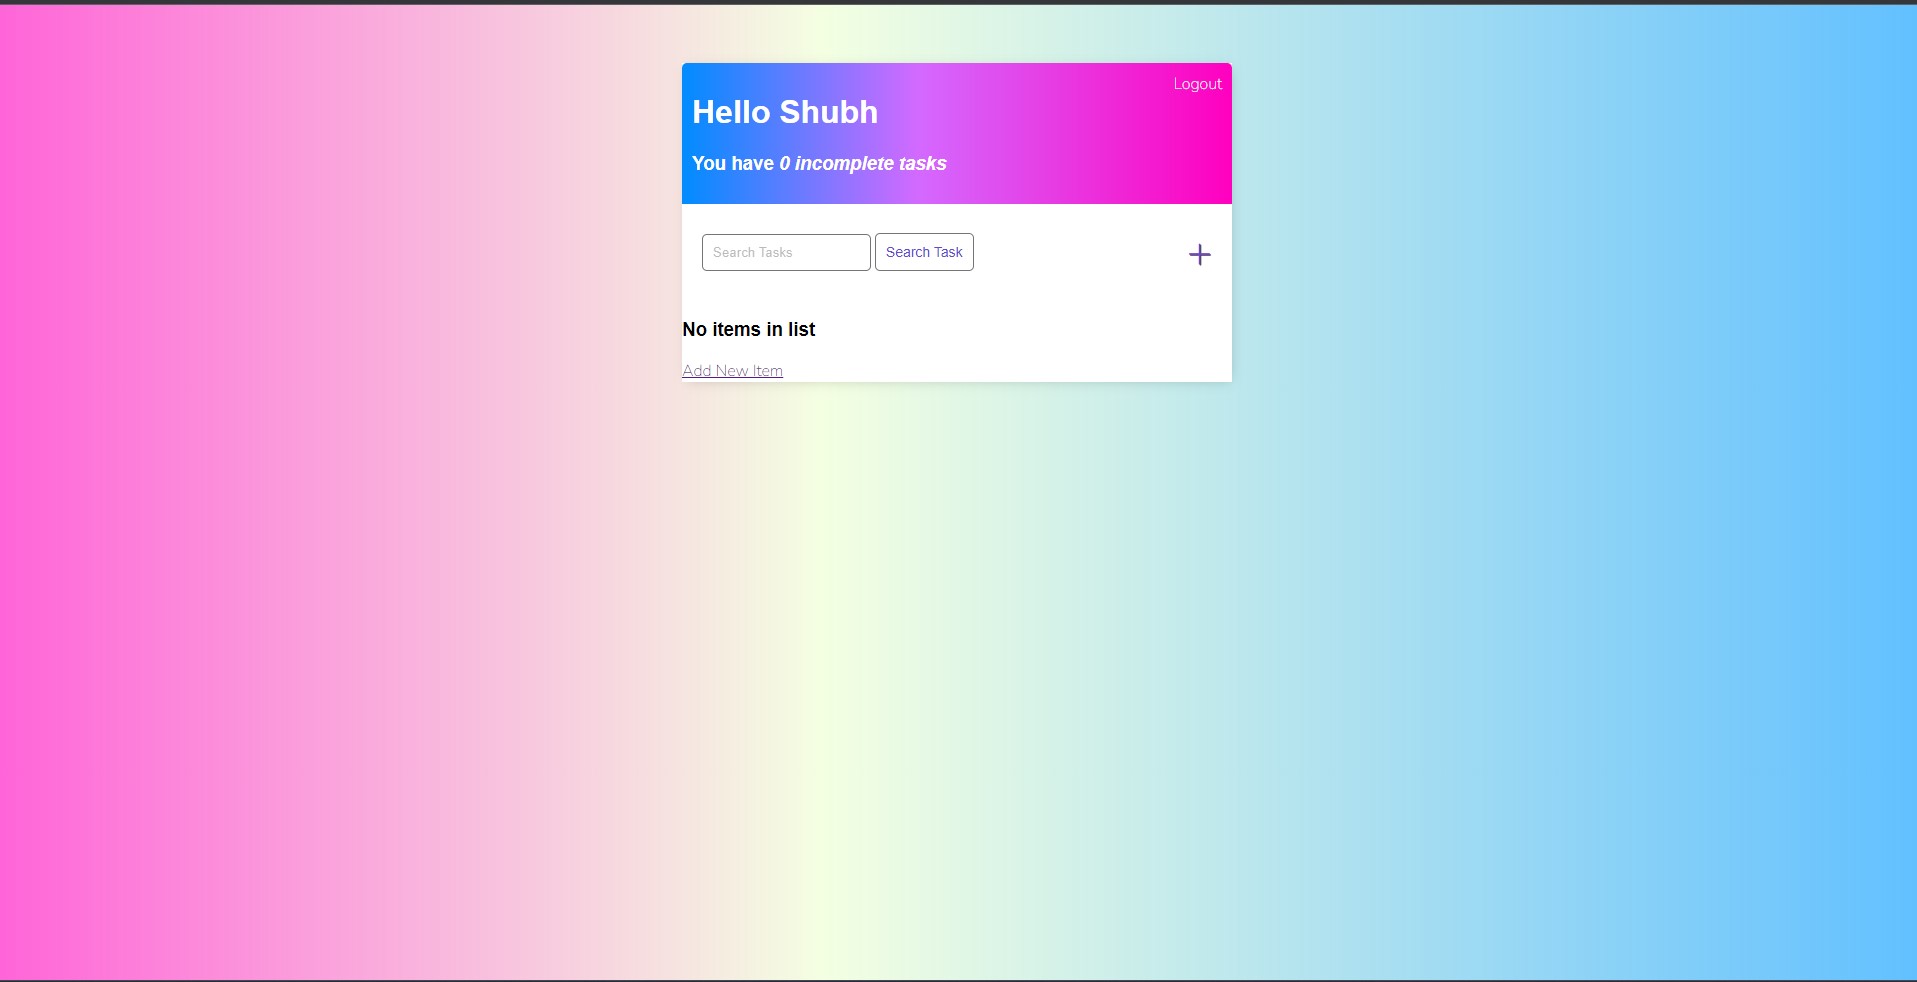 Logout
Hello Shubh
You have 0 incomplete tasks
Search Tasks
Search Task
No items in list
Add New Item